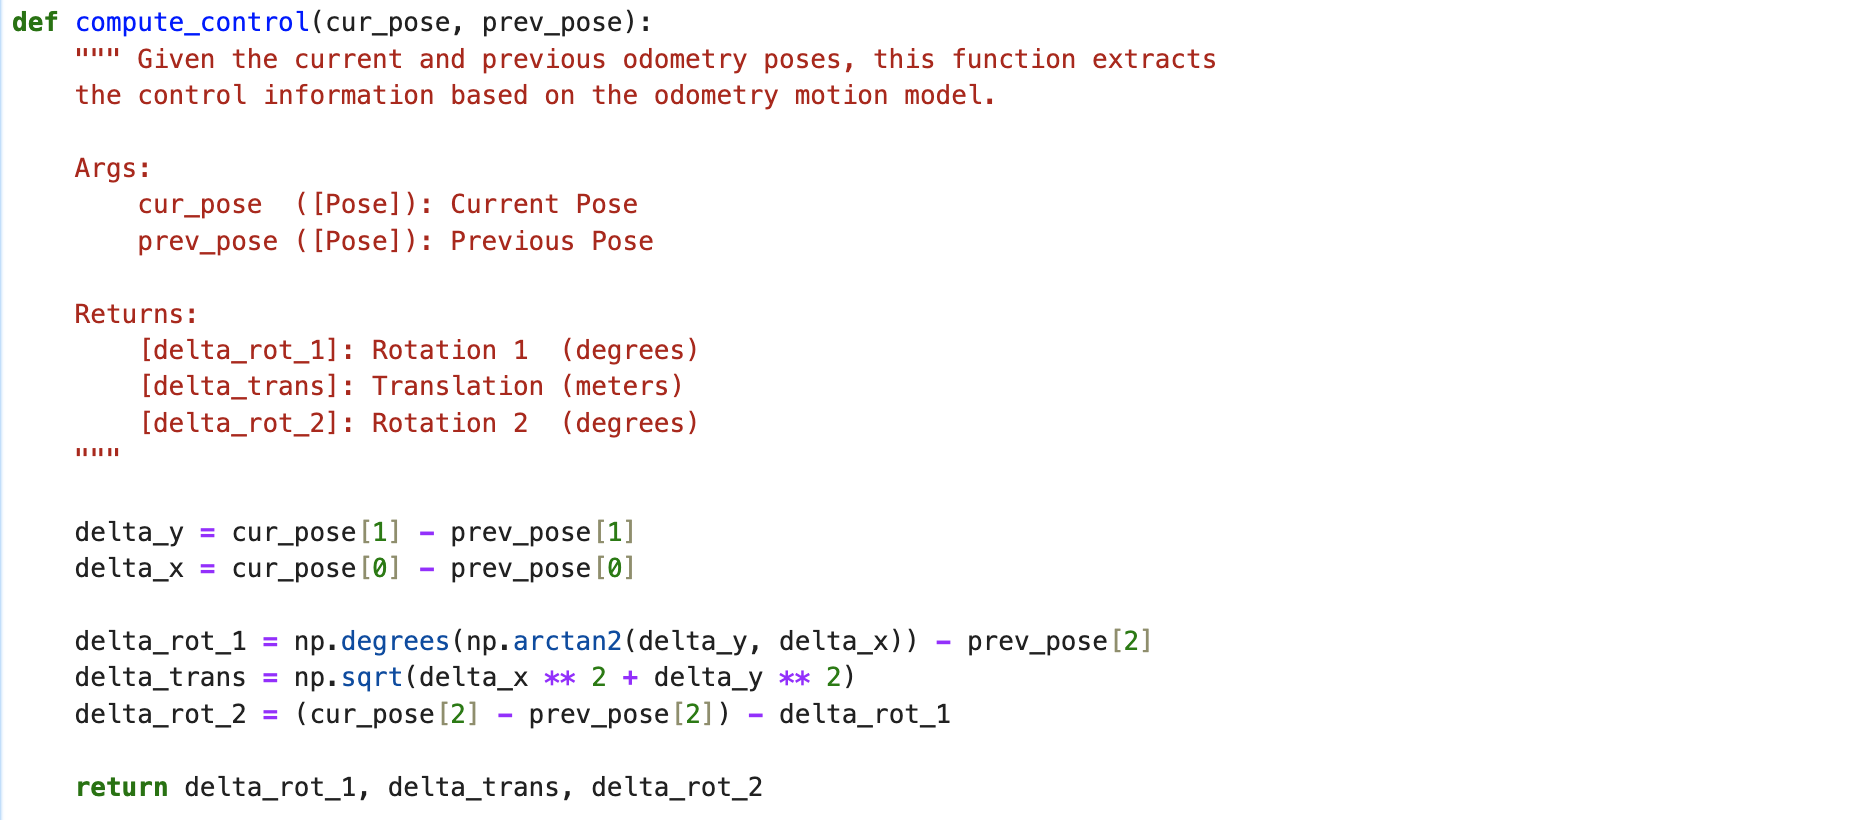 def compute_control(cur_pose, prev_pose):
    """ Given the current and previous odometry poses, this function extracts
    the control information based on the odometry motion model.

    Args:
        cur_pose  ([Pose]): Current Pose
        prev_pose ([Pose]): Previous Pose

    Returns:
        [delta_rot_1]: Rotation 1  (degrees)
        [delta_trans]: Translation (meters)
        [delta_rot_2]: Rotation 2  (degrees)
    """

    delta_y = cur_pose[1] - prev_pose[1]
    delta_x = cur_pose[0] - prev_pose[0]

    delta_rot_1 = np.degrees(np.arctan2(delta_y, delta_x)) - prev_pose[2]
    delta_trans = np.sqrt(delta_x ** 2 + delta_y ** 2)
    delta_rot_2 = (cur_pose[2] - prev_pose[2]) - delta_rot_1

    return delta_rot_1, delta_trans, delta_rot_2